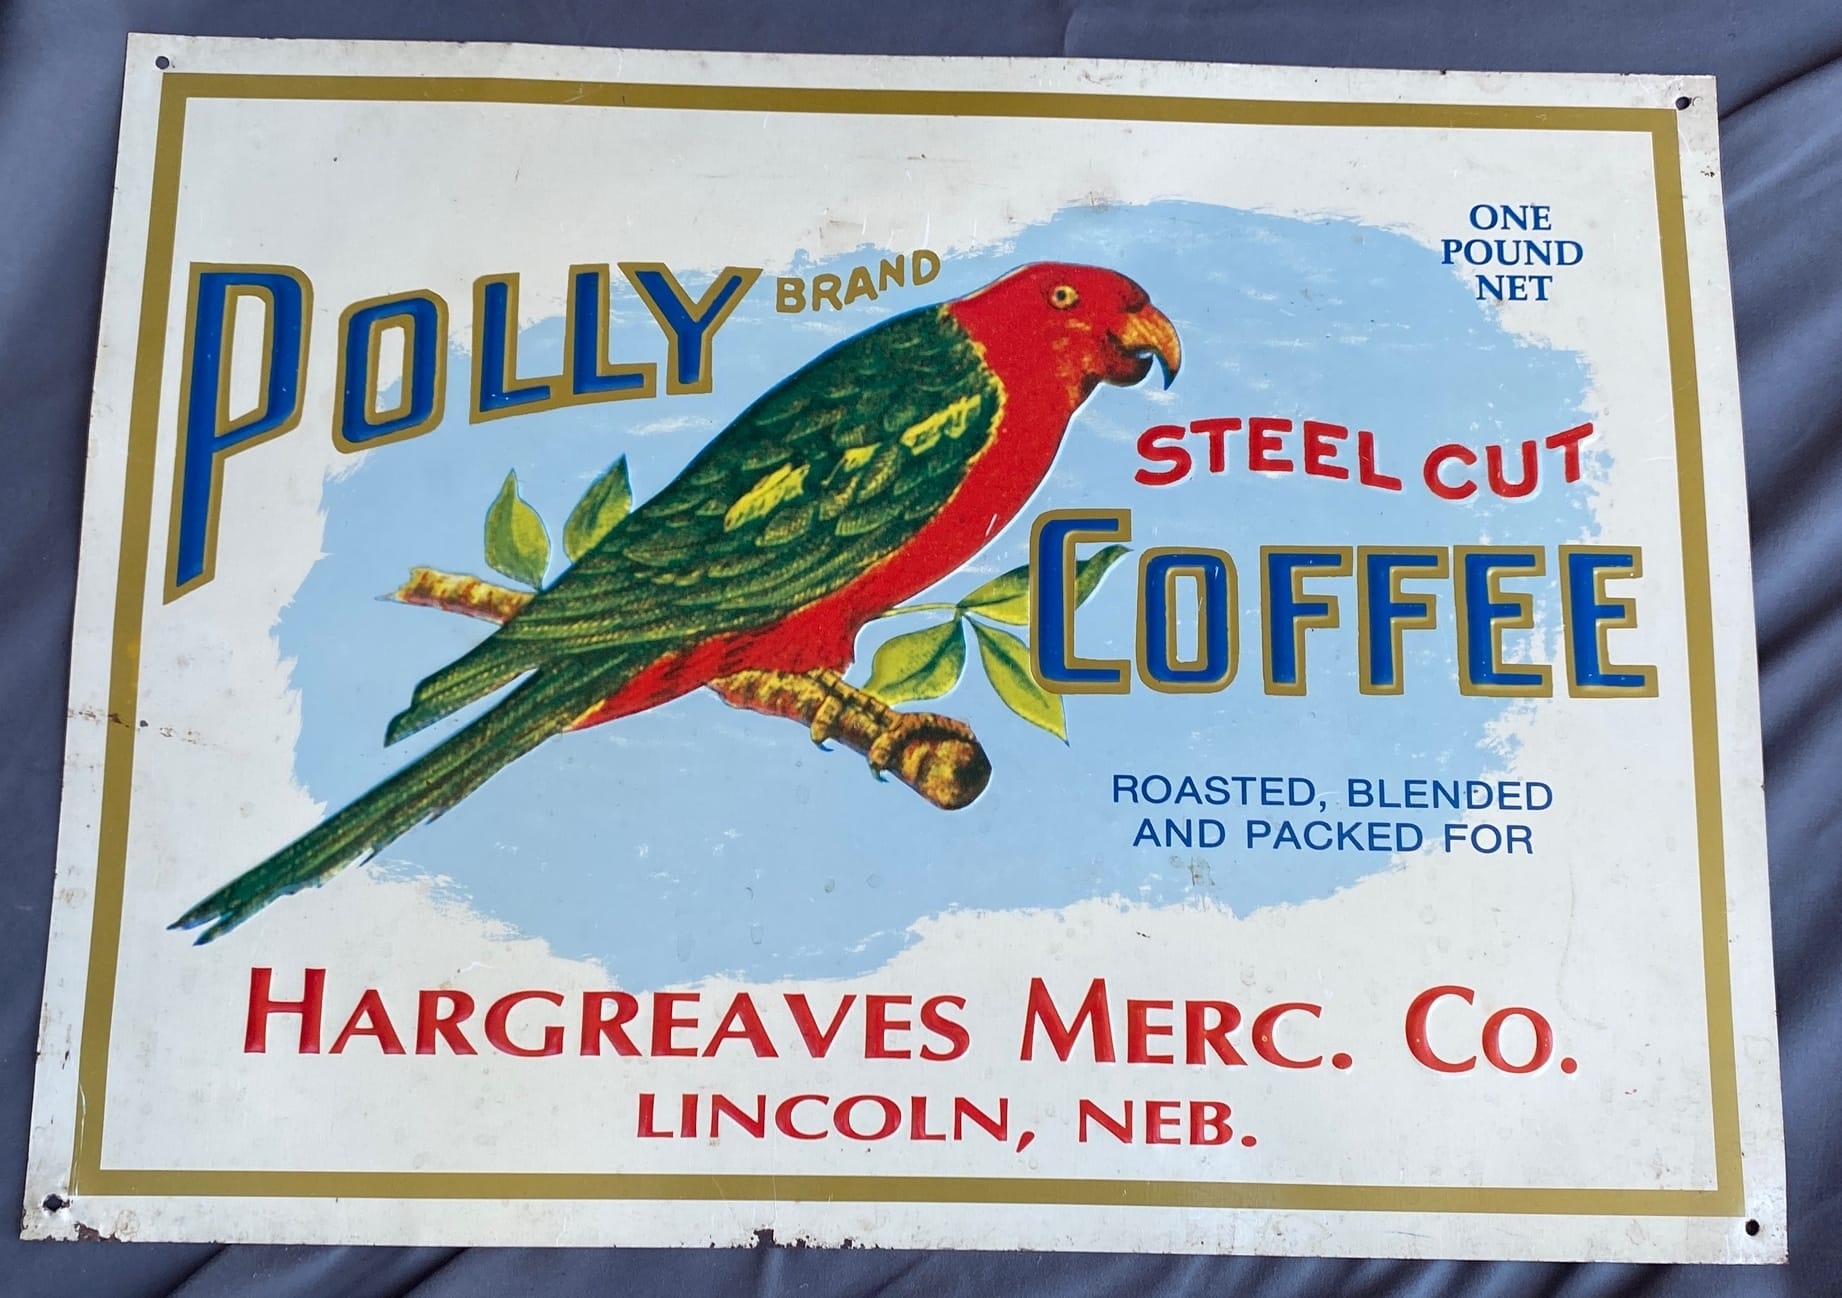 POLLY BRAND
ONE
POUND
NET
STEEL CUT
COFFEE
ROASTED, BLENDED
AND PACKED FOR
HARGREAVES MERC. CO.
LINCOLN, NEB.